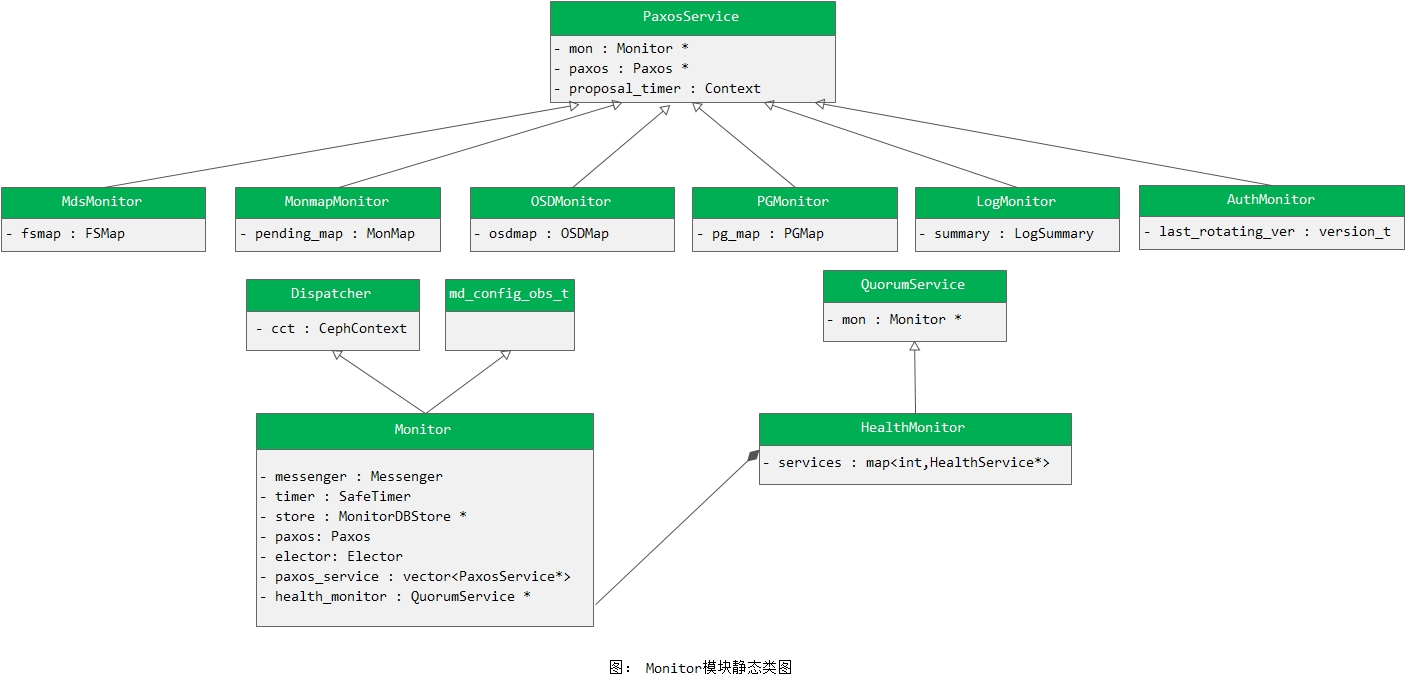 PaxosService
- mon : Monitor *
- paxos : Paxos *
- proposal_timer : Context
MdsMonitor
- fsmap : FSMap
MonmapMonitor
- pending_map : MonMap
OSDMonitor
- osdmap : OSDMap
PGMonitor
- pg_map : PGMap
LogMonitor
- summary : LogSummary
AuthMonitor
- last_rotating_ver : version_t
Dispatcher
- cct : CephContext
md_config_obs_t
QuorumService
- mon : Monitor *
Monitor
- messenger : Messenger
- timer : SafeTimer
- store : MonitorDBStore *
- paxos: Paxos
- elector: Elector
- paxos_service : vector<PaxosService*>
- health_monitor : QuorumService *
HealthMonitor
- services : map<int,HealthService*>
图： Monitor模块静态类图